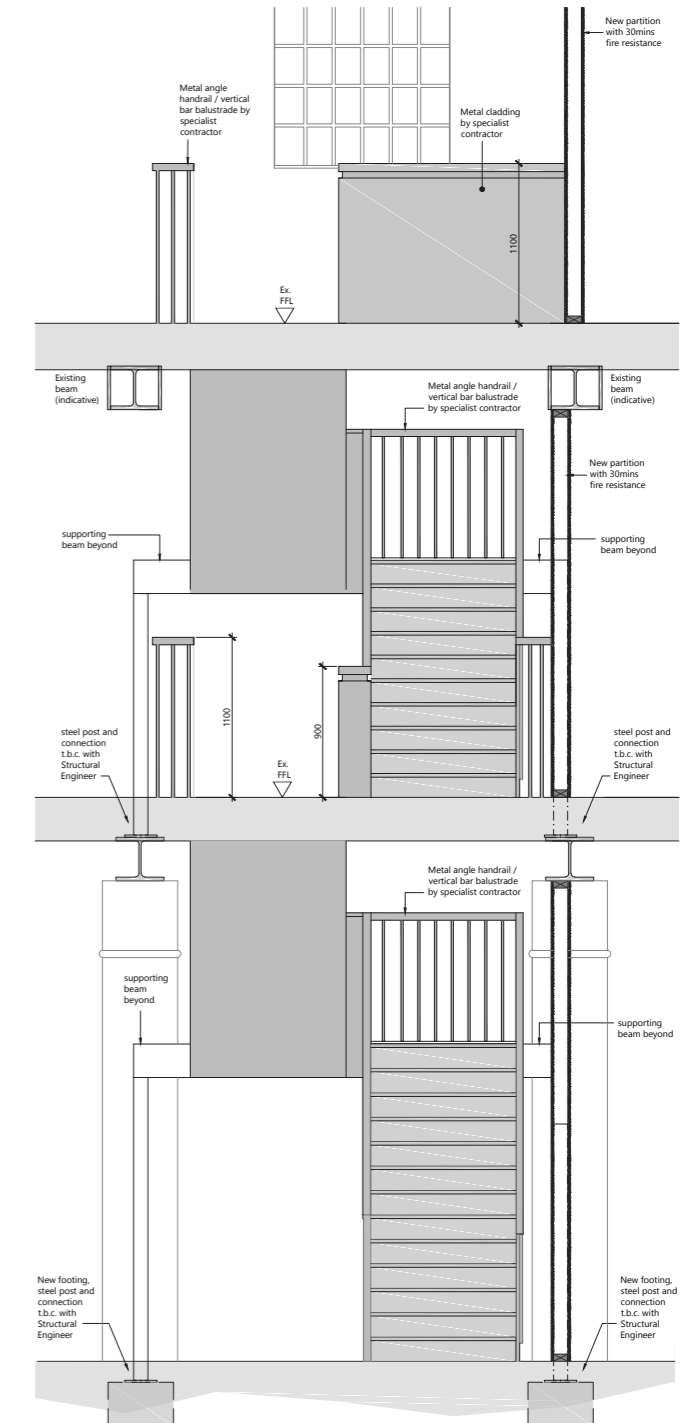 New partition
with 30mins
fire resistance
Metal angle
handrail / vertical
bar balustrade by
specialist
contractor
Metal cladding
by specialist
contractor
1100
Ex.
FFL
Existing
beam
(indicative)
Metal angle handrail /
vertical bar balustrade
by specialist contractor
Existing
beam
(indicative)
New partition
with 30mins
fire resistance
supporting
beam beyond
supporting
beam beyond
1100
900
steel post and
connection
t.b.c. with
Structural
Engineer
Ex.
FFL
steel post and
connection
t.b.c. with
Structural
Engineer
Metal angle handrail /
vertical bar balustrade
by specialist contractor
supporting
beam
beyond
supporting
beam beyond
New footing,
steel post and
connection
t.b.c. with
Structural
Engineer
New footing,
steel post and
connection
t.b.c. with
Structural
Engineer